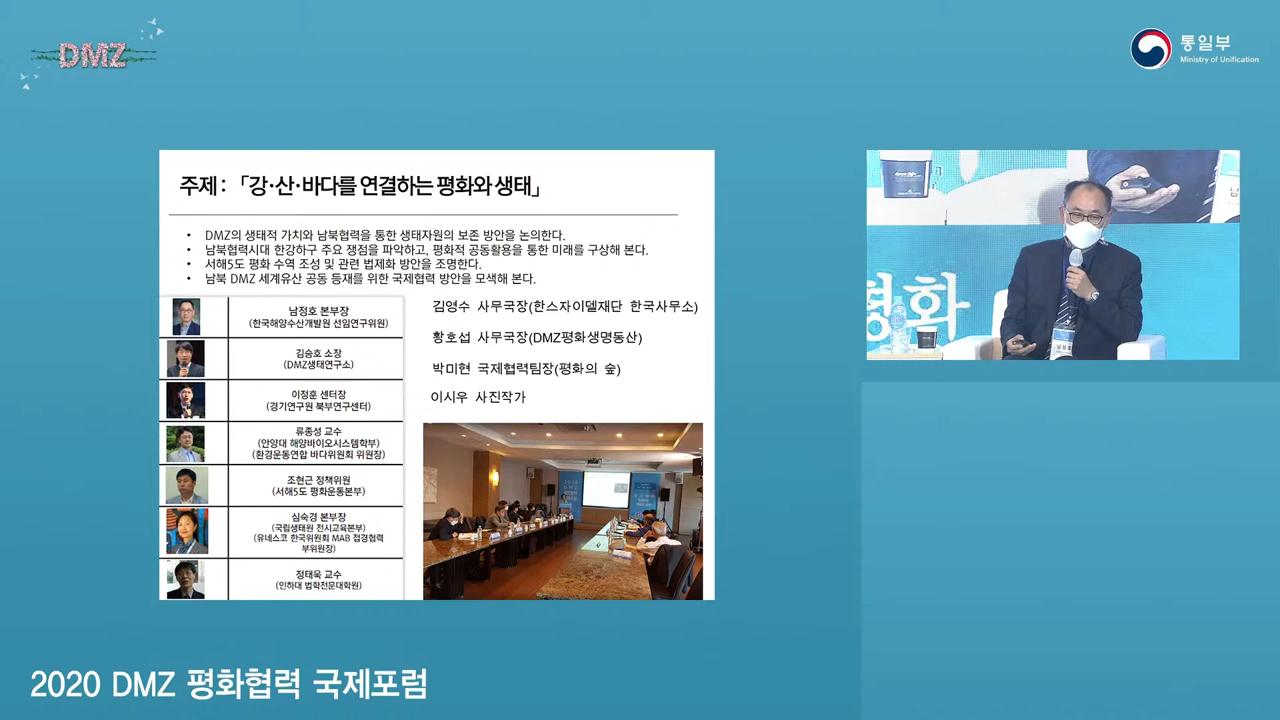 DMZ
통일부
Ministry of Unification
주제 : 「강·산·바다를 연결하는 평화와 생태」
• DMZ의 생태적 가치와 남북협력을 통한 생태자원의 보존 방안을 논의한다.
• 남북협력시대 한강하구 주요 쟁점을 파악하고, 평화적 공동활용을 통한 미래를 구상해 본다.
• 서해5도 평화 수역 조성 및 관련 법제화 방안을 조명한다.
• 남북 DMZ 세계유산 공동 등재를 위한 국제협력 방안을 모색해 본다.
남정호 본부장
(한국해양수산개발원 선임연구위원)
김승호 소장
(DMZ생태연구소)
이정훈 센터장
(경기연구원 북부연구센터)
류종성 교수
(안양대 해양바이오시스템학부)
(환경운동연합 바다위원회 위원장)
조현근 정책위원
(서해5도 평화운동본부)
심숙경 본부장
(국립생태원 전시교육본부)
(유네스코 한국위원회 MAB 접경협력
부위원장)
정태욱 교수
(인하대 법학전문대학원)
김영수 사무국장(한스자이델재단 한국사무소)
황호섭 사무국장(DMZ평화생명동산)
박미현 국제협력팀장(평화의 숲)
이시우 사진작가
평화
2020 DMZ 평화협력 국제포럼